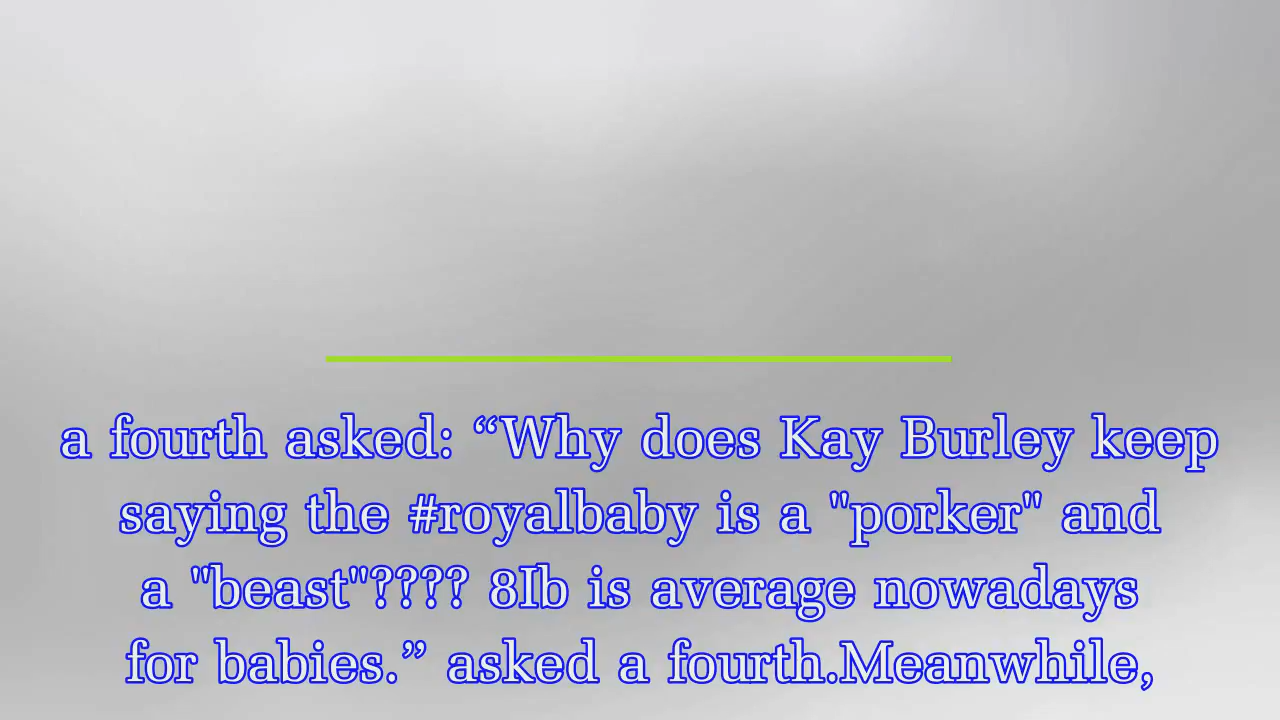 a fourth asked: “Why does Kay Burley keep
saying the #royalbaby is a "porker" and
a "beast"???? 8Ib is average nowadays
for babies.” asked a fourth.Meanwhile,